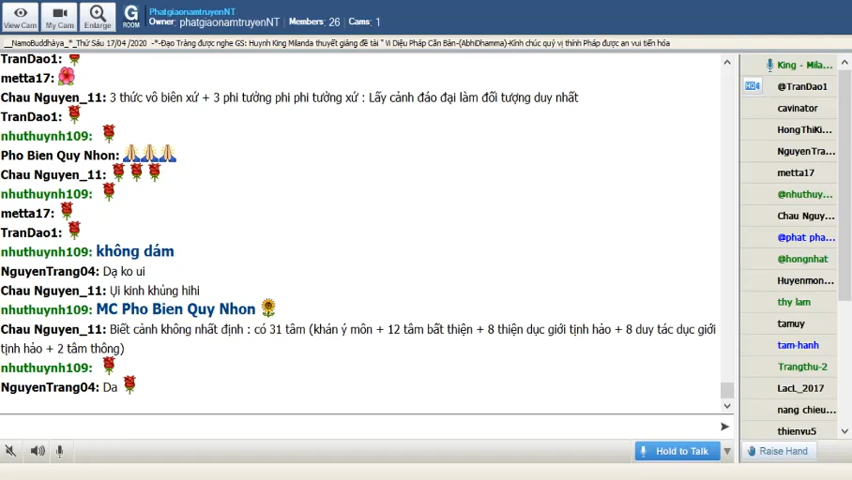 View Cam
My Cam
Enlarge
G
ROOM
PhatgiaonamtruyenNT
Owner: phatgiaonamtruyenNT Members: 26 Cams: 1
__NamoBuddhàya_*_Thứ Sáu 17/04 /2020 -*-Đạo Tràng được nghe GS: Huynh King Milanda thuyết giảng đề tài " Vi Diệu Pháp Căn Bản-(AbhiDhamma)-Kính chúc quý vị thính Pháp được an vui tiến hóa
TranDao1:
metta17:
Chau Nguyen_11: 3 thức vô biên xứ + 3 phi tưởng phi phi tưởng xứ : Lấy cảnh đáo đại làm đối tượng duy nhất
TranDao1:
nhuthuynh109:
Pho Bien Quy Nhon:
Chau Nguyen_11:
nhuthuynh109:
metta17:
TranDao1:
nhuthuynh109: không dám
NguyenTrang04: Dạ ko ui
Chau Nguyen_11: Ụi kinh khủng hihi
nhuthuynh109: MC Pho Bien Quy Nhon
Chau Nguyen_11: Biết cảnh không nhất định : có 31 tâm (khán ý môn + 12 tâm bất thiện + 8 thiện dục giới tịnh hảo + 8 duy tác dục giới
tịnh hảo + 2 tâm thông)
nhuthuynh109:
NguyenTrang04: Da
Hold to Talk
King - Mila...
@TranDao1
cavinator
HongThiKi...
NguyenTra...
metta17
@nhuthuy...
Chau Nguy...
@phat pha...
@hongnhat
Huyenmon...
thy lam
tamuy
tam-hanh
Trangthu-2
LacL_2017
nang chieu...
thienvu5
Raise Hand